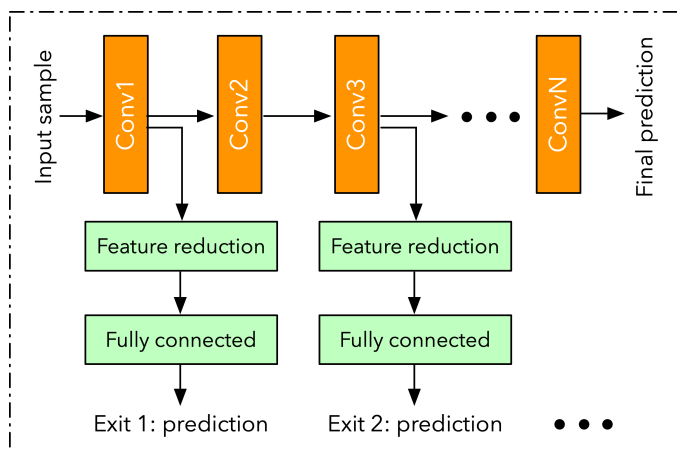 Input sample
Conv1
Conv2
Conv3
ConvN
Final prediction
Feature reduction
Feature reduction
Fully connected
Fully connected
Exit 1: prediction
Exit 2: prediction